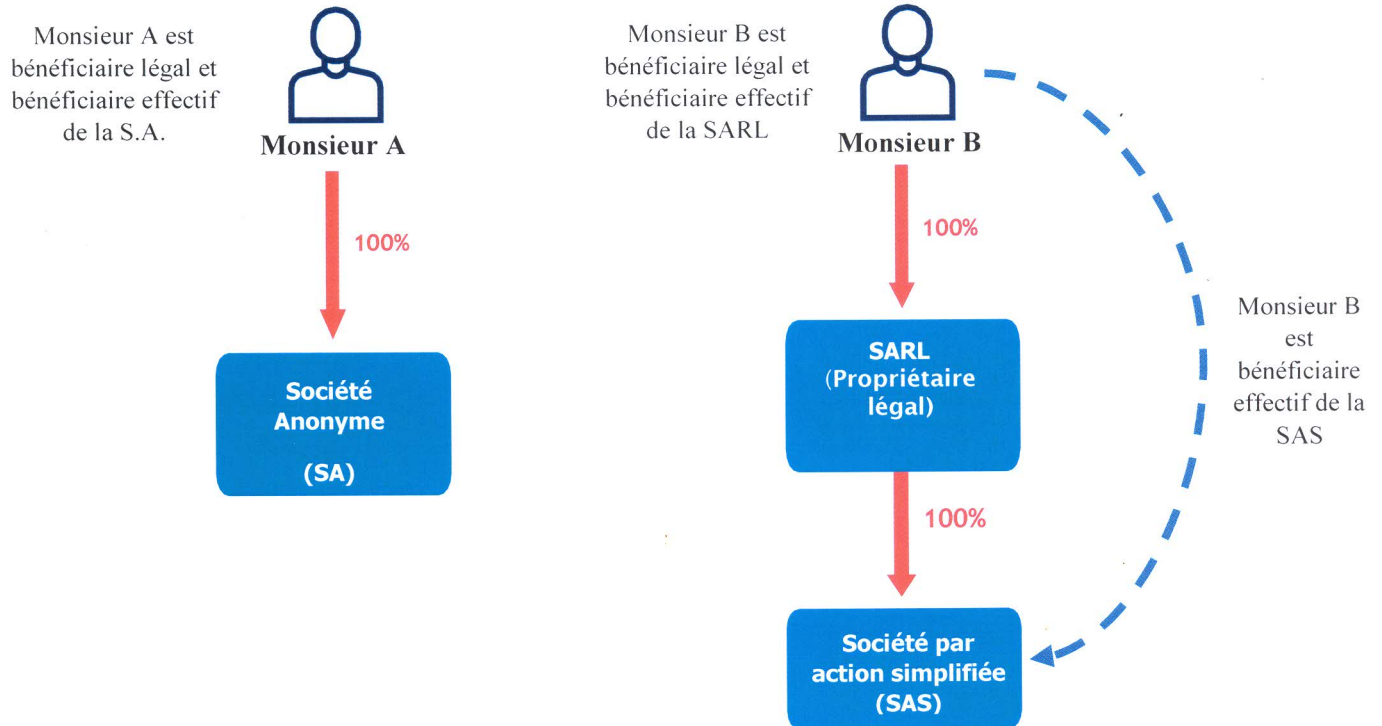 Monsieur A est
bénéficiaire légal et
bénéficiaire effectif
de la S.A.
Monsieur A
100%
Société
Anonyme
(SA)
Monsieur B est
bénéficiaire légal et
bénéficiaire effectif
de la SARL
Monsieur B
100%
SARL
(Propriétaire
légal)
100%
Société par
action simplifiée
(SAS)
Monsieur B
est
bénéficiaire
effectif de la
SAS